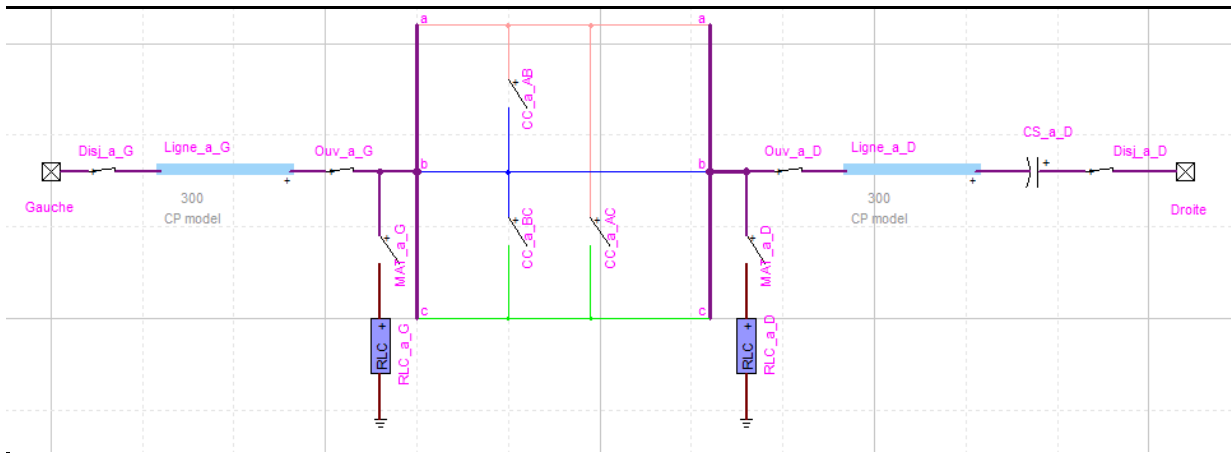 a
a
CC_a_AB
CS_a_D
Disj_a_G
Ligne_a_G
Ouv_a_G
b
b
Ouv_a_D
Ligne_a_D
Disj_a_D
+
+
+
300
CP model
300
CP model
Gauche
Droite
CC_a_BC
CC_a_AC
MAT_a_G
MAT_a_D
c
c
+
RLC
RLC_a_G
+
RLC
RLC_a_D